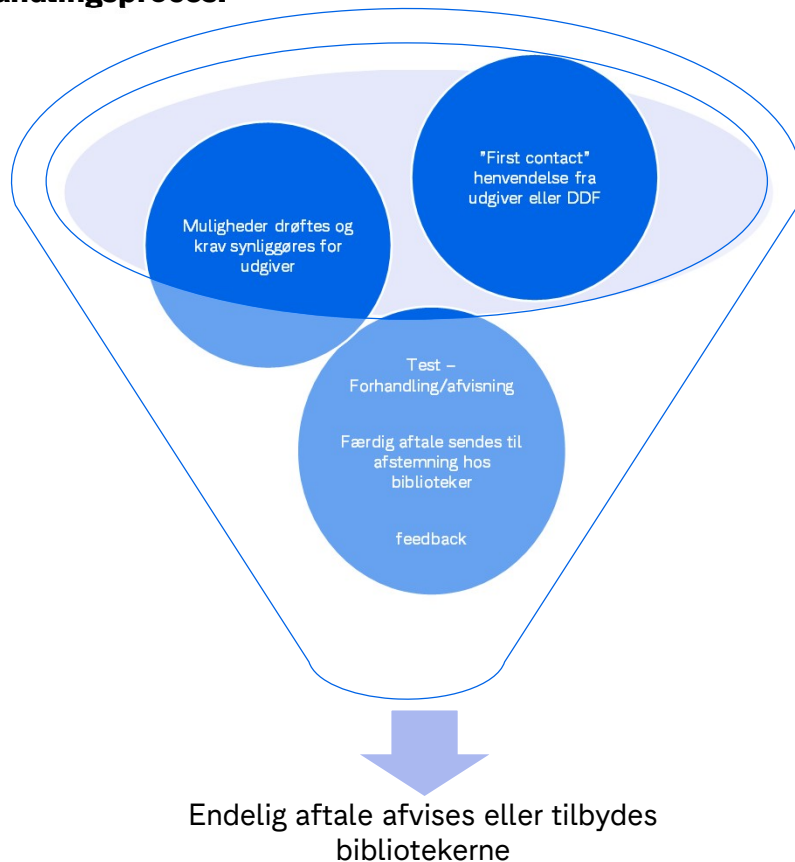 "First contact"
henvendelse fra
udgiver eller DDF
Muligheder drøftes og
krav synliggøres for
udgiver
Test –
Forhandling/afvisning
Færdig aftale sendes til
afstemning hos
biblioteker
feedback
Endelig aftale afvises eller tilbydes
bibliotekerne